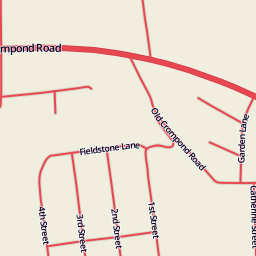 mpond Road
Old Crompond Road
Garden Lane
Fieldstone Lane
4th Street
3rd Street
2nd Street
1st Street
Catherine Street